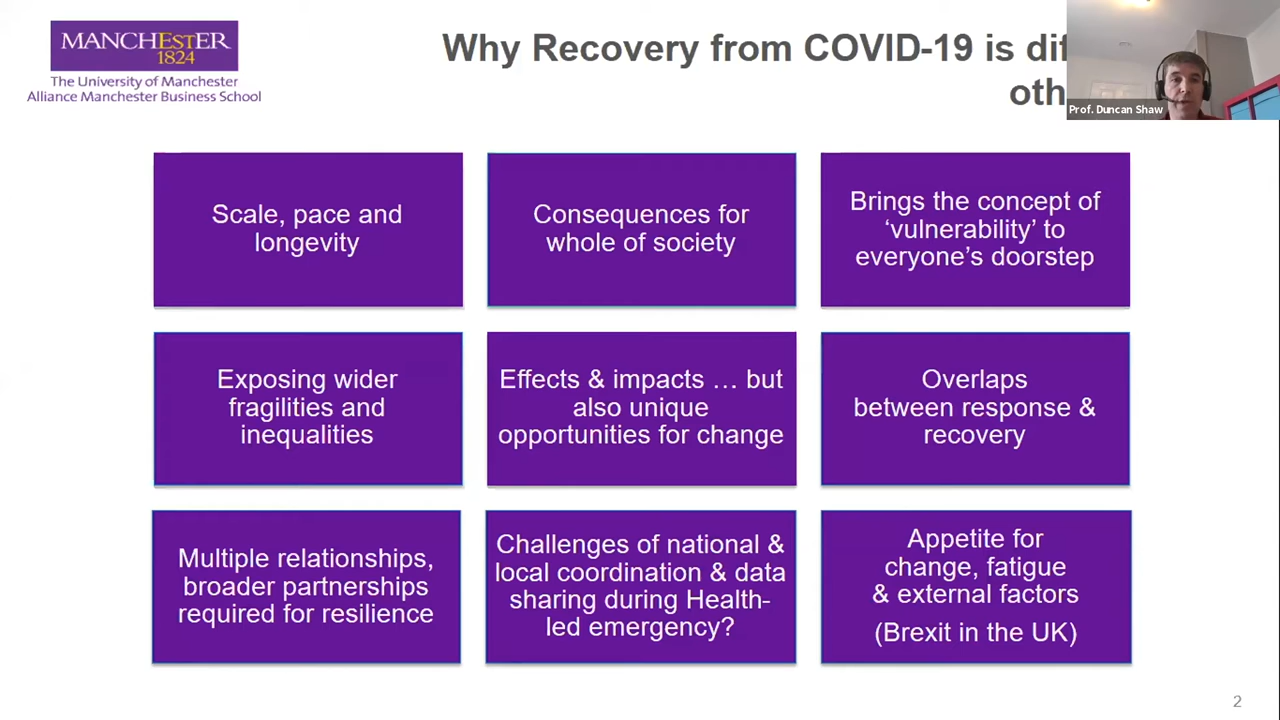 MANCHESTER
1824
The University of Manchester
Alliance Manchester Business School
Why Recovery from COVID-19 is
Prof. Duncan Shaw
Scale, pace and
longevity
Consequences for
whole of society
Brings the concept of
‘vulnerability’ to
everyone’s doorstep
Exposing wider
fragilities and
inequalities
Effects & impacts … but
also unique
opportunities for change
Overlaps
between response &
recovery
Multiple relationships,
broader partnerships
required for resilience
Challenges of national &
local coordination & data
sharing during Health-
led emergency?
Appetite for
change, fatigue
& external factors
(Brexit in the UK)
2